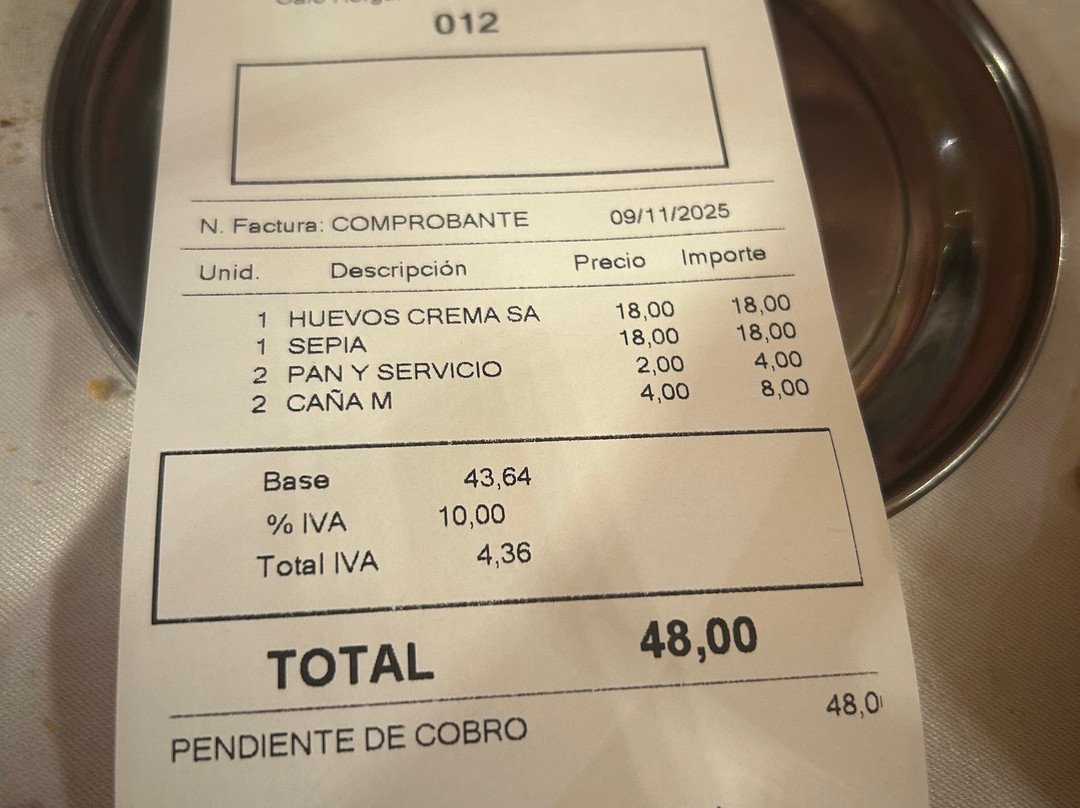 012
N. Factura: COMPROBANTE 09/11/2025
Unid. Descripción Precio Importe
1 HUEVOS CREMA SA 18,00 18,00
1 SEPIA 18,00 18,00
2 PAN Y SERVICIO 2,00 4,00
2 CAÑA M 4,00 8,00
Base 43,64
% IVA 10,00
Total IVA 4,36
TOTAL 48,00
PENDIENTE DE COBRO 48,0